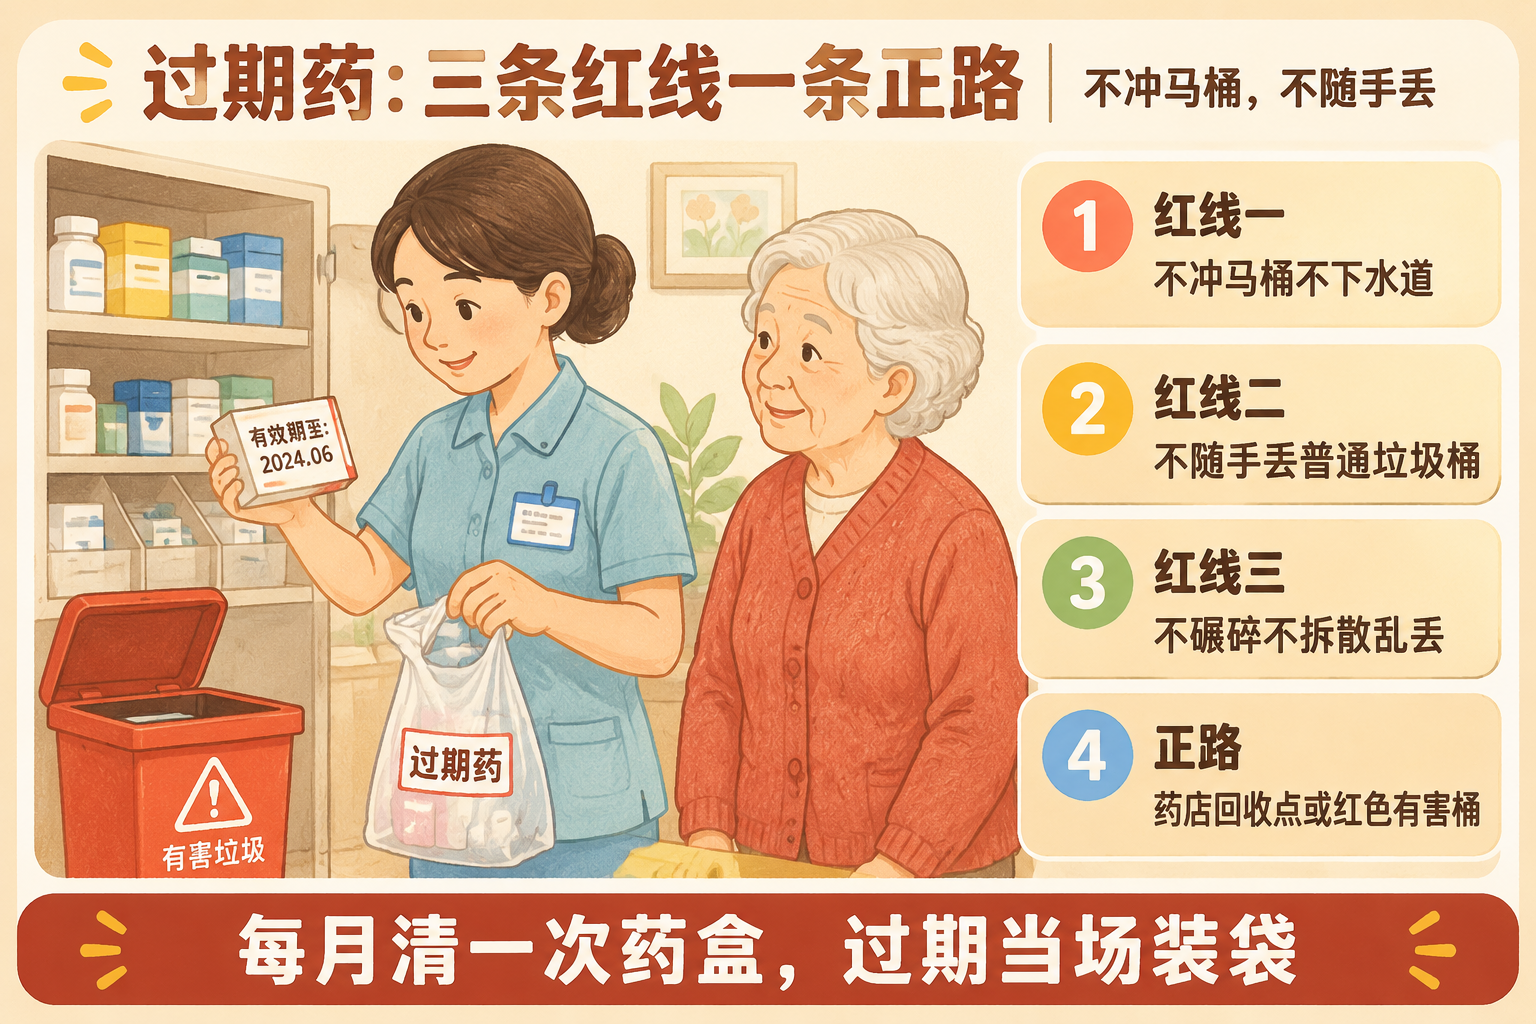 过期药:三条红线一条正路
不冲马桶，不随手丢
有效期至:
2024.06
过期药
有害垃圾
1
红线一
不冲马桶不下水道
2
红线二
不随手丢普通垃圾桶
3
红线三
不碾碎不拆散乱丢
4
正路
药店回收点或红色有害桶
每月清一次药盒，过期当场装袋